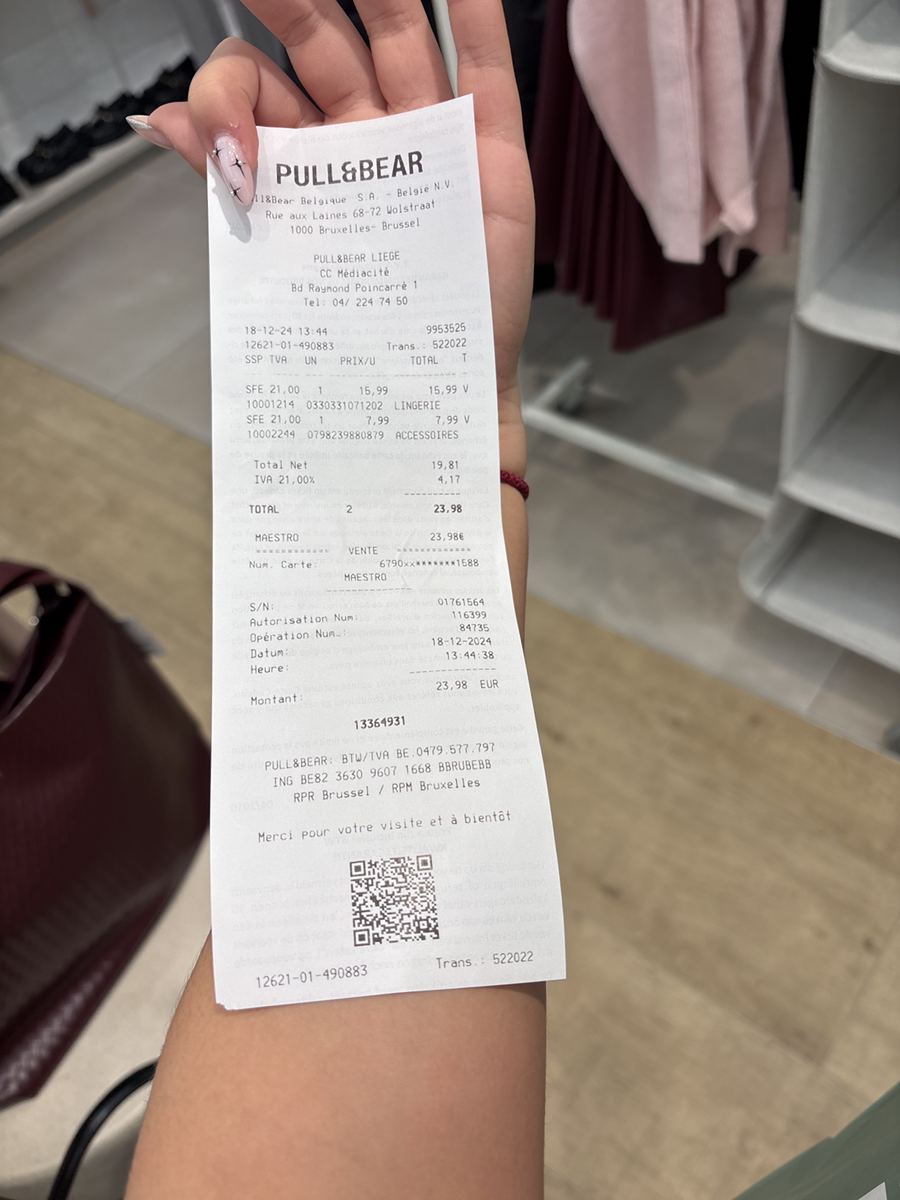 PULL&BEAR
ll&Bear Belgique S.A. - België N.V.
Rue aux Laines 68-72 Wolstraat
1000 Bruxelles- Brussel
PULL&BEAR LIEGE
CC Médiacité
Bd Raymond Poincarré 1
Tel: 04/ 224 74 50
18-12-24 13:44 9953525
12621-01-490883 Trans.: 522022
SSP TVA UN PRIX/U TOTAL T
SFE 21,00 1 15,99 15,99 V
10001214 0330331071202 LINGERIE
SFE 21,00 1 7,99 7,99 V
10002244 0798239880879 ACCESSOIRES
Total Net 19,81
IVA 21,00% 4,17
TOTAL 2 23,98
MAESTRO 23,98€
============ VENTE ============
Num. Carte: 6790xx*******1588
MAESTRO
S/N: 01761564
Autorisation Num: 116399
Opération Num.: 84735
Datum: 18-12-2024
Heure: 13:44:38
Montant: 23,98 EUR
13364931
PULL&BEAR: BTW/TVA BE.0479.577.797
ING BE82 3630 9607 1668 BBRUBEBB
RPR Brussel / RPM Bruxelles
Merci pour votre visite et à bientôt
12621-01-490883 Trans.: 522022